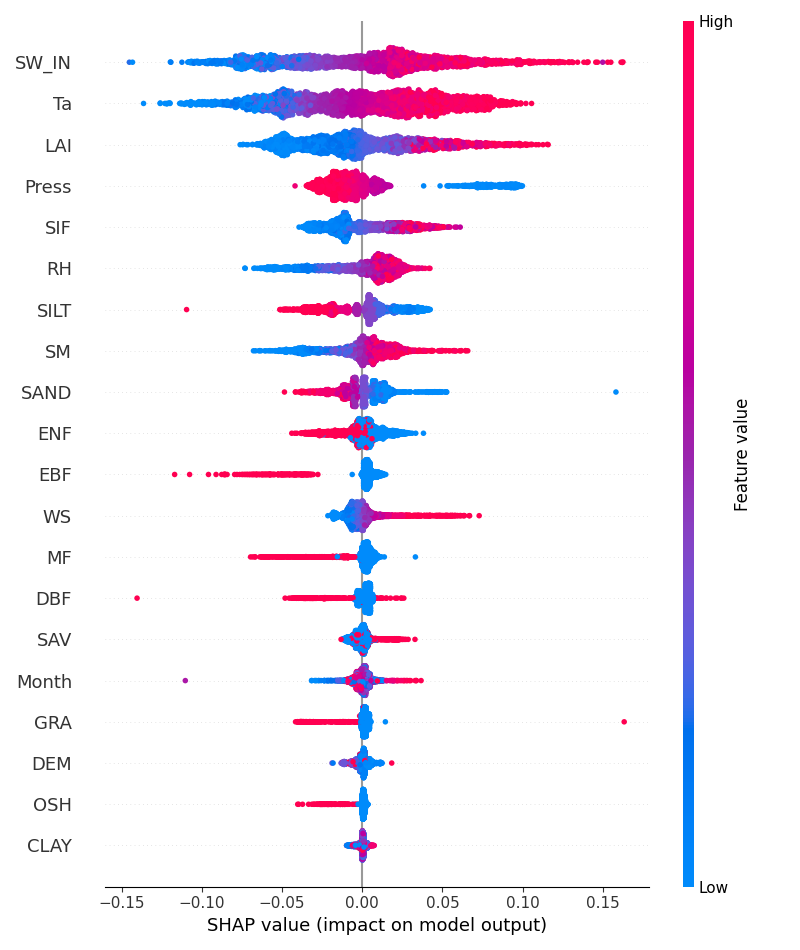 High
SW_IN
Ta
LAI
Press
SIF
RH
SILT
SM
SAND
ENF
EBF
WS
MF
DBF
SAV
Month
GRA
DEM
OSH
CLAY
Feature value
Low
−0.15 −0.10 −0.05 0.00 0.05 0.10 0.15
SHAP value (impact on model output)